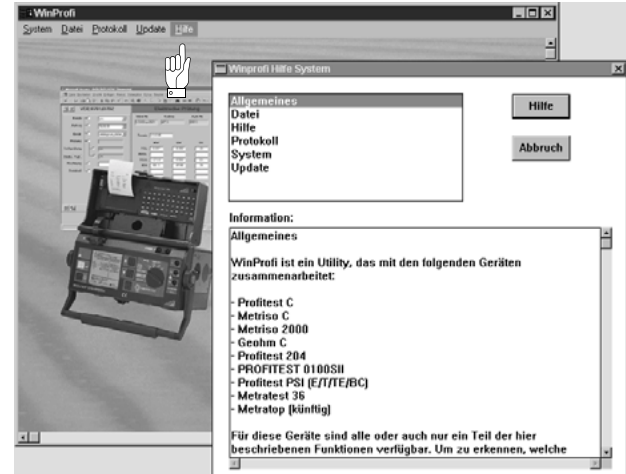 WinProfi
System Datei Protokoll Update Hilfe
Winprofi Hilfe System
Allgemeines
Datei
Hilfe
Protokoll
System
Update
Hilfe
Abbruch
Information:
Allgemeines
WinProfi ist ein Utility, das mit den folgenden Geräten
zusammenarbeitet:
- Profitest C
- Metriso C
- Metriso 2000
- Geohm C
- Profitest 204
- PROFITEST 0100SII
- Profitest PSI (E/T/TE/BC)
- Metratest 36
- Metratop (künftig)
Für diese Geräte sind alle oder auch nur ein Teil der hier
beschriebenen Funktionen verfügbar. Um zu erkennen, welche